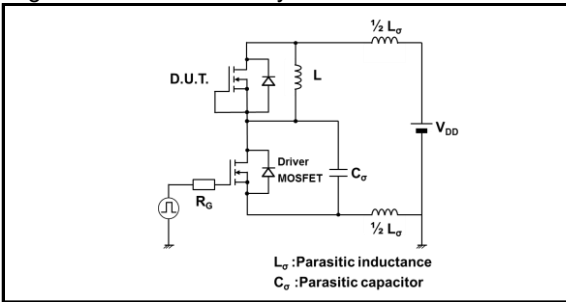 ½ Lσ
D.U.T.
L
VDD
Driver
MOSFET
Cσ
RG
½ Lσ
Lσ :Parasitic inductance
Cσ :Parasitic capacitor